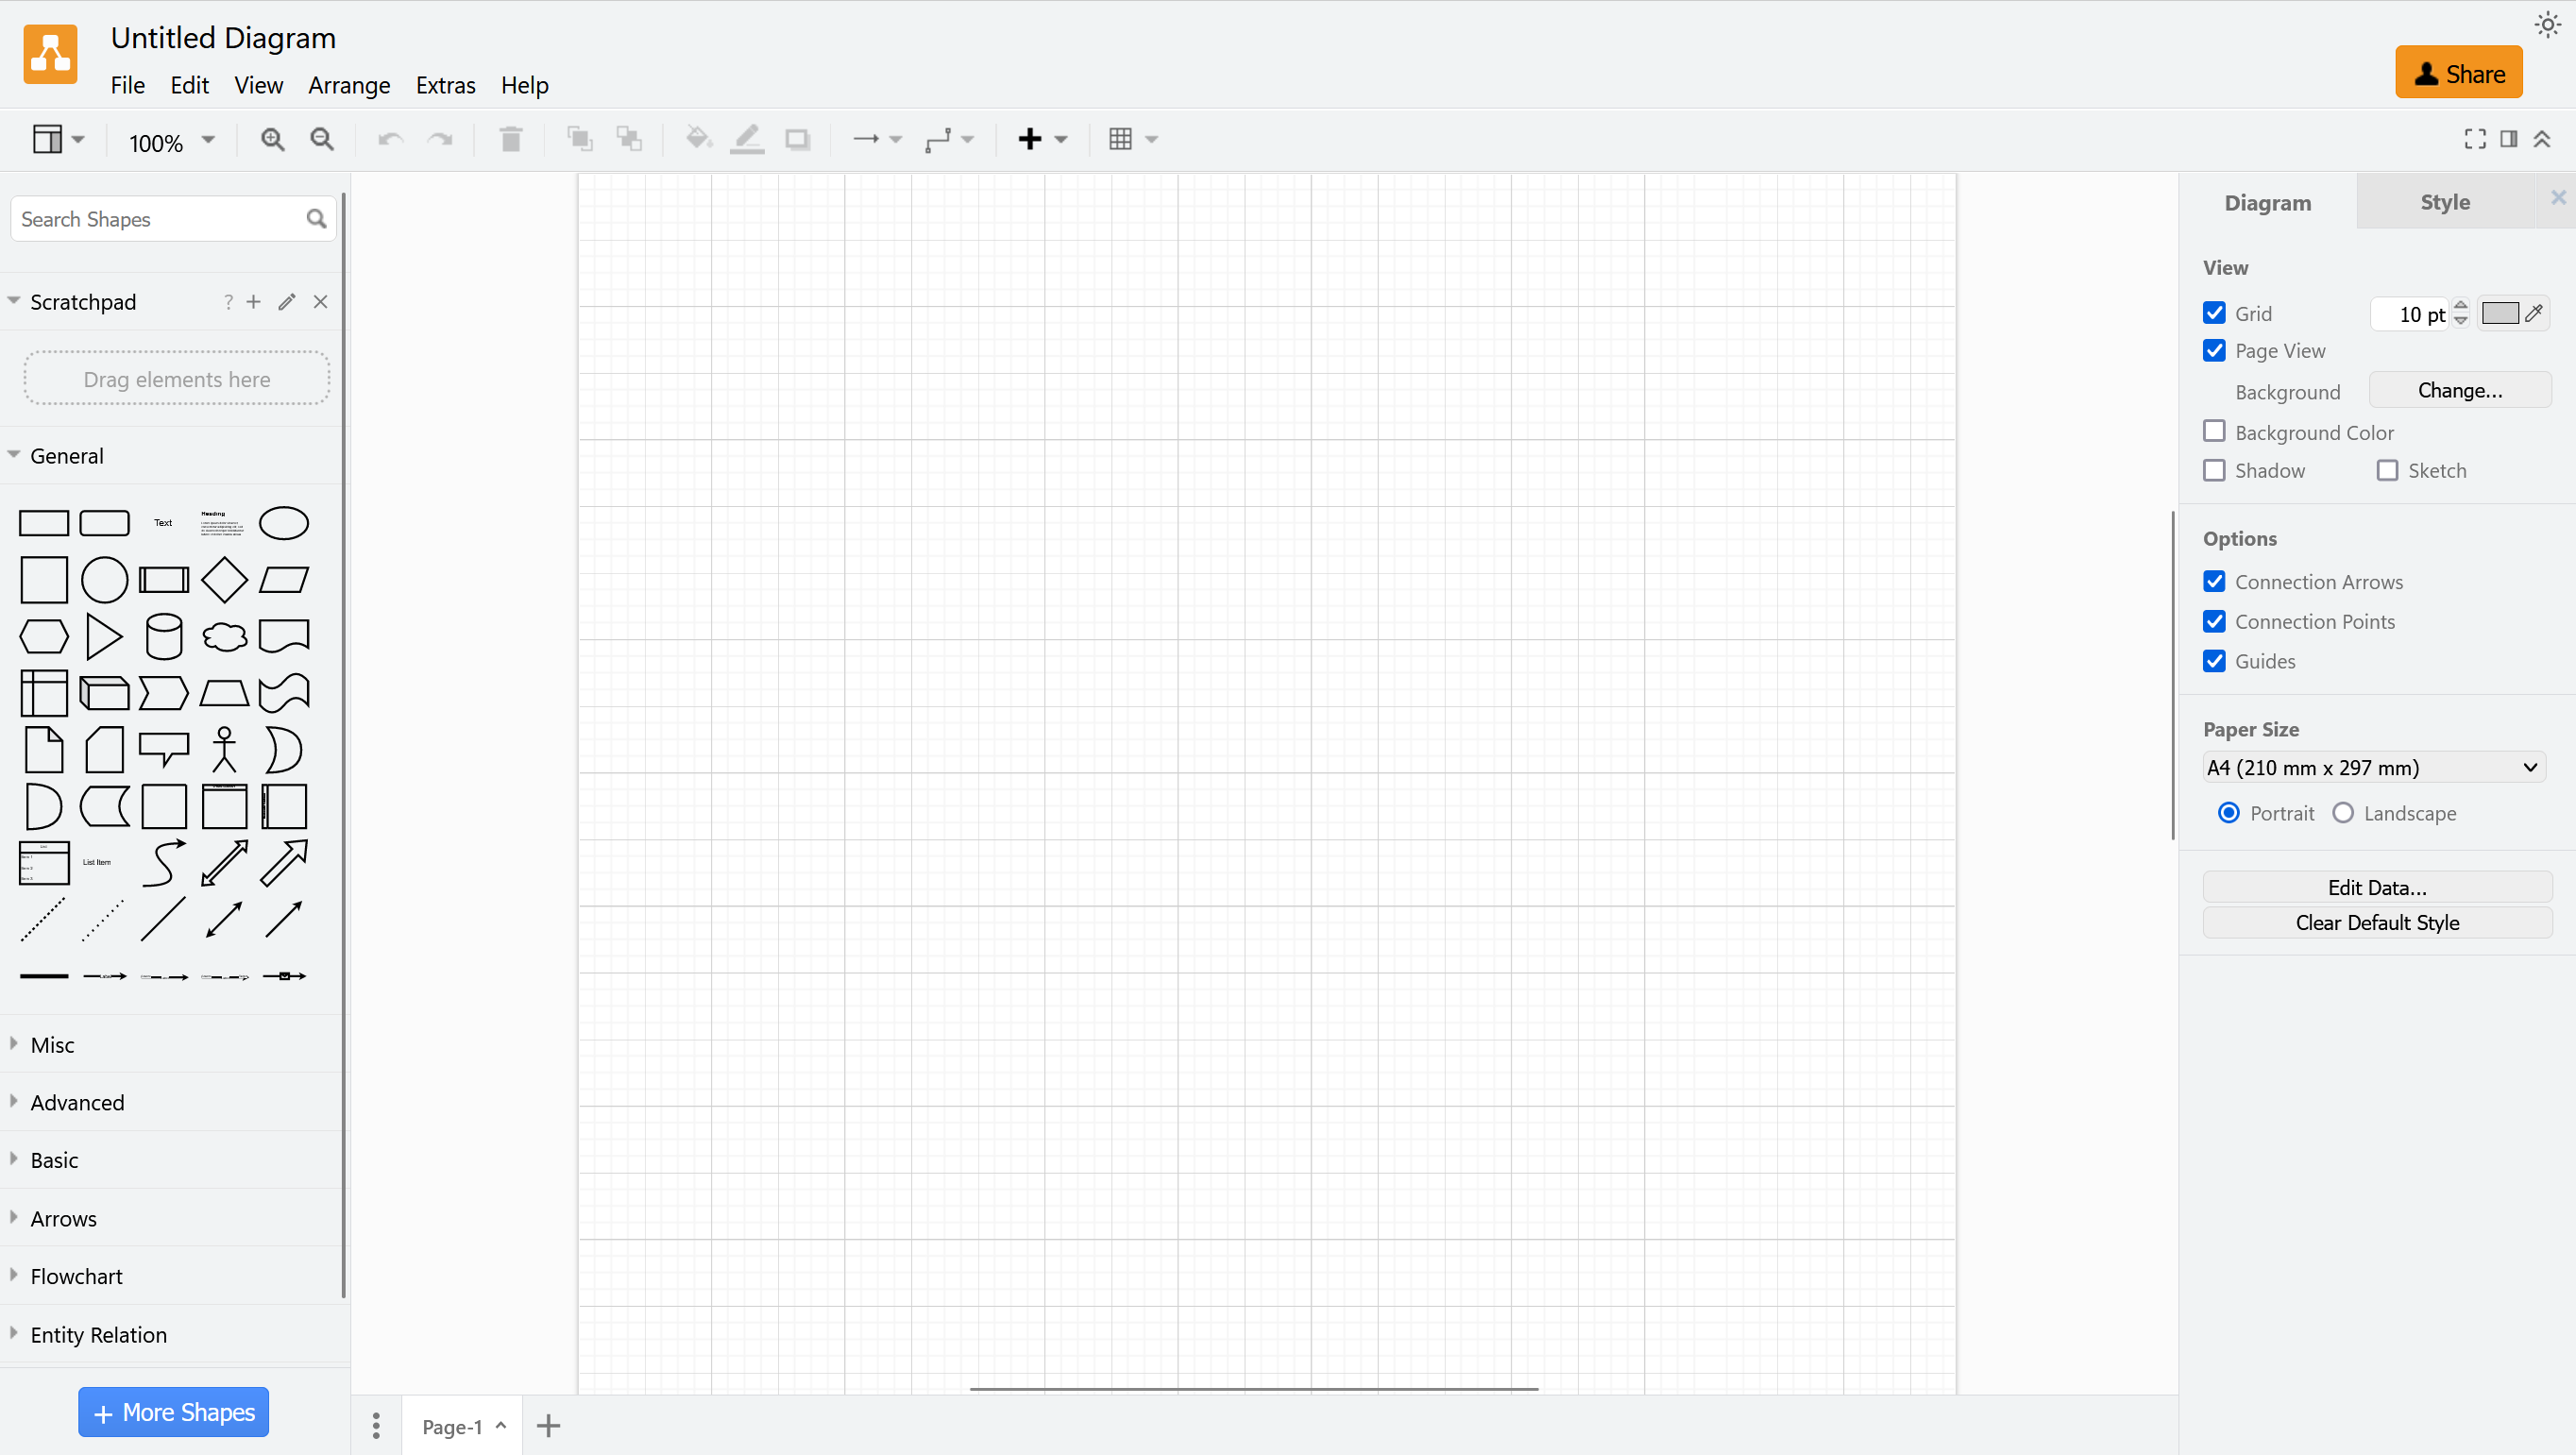 Untitled Diagram
File Edit View Arrange Extras Help
Share
100%
Search Shapes
Scratchpad ?
Drag elements here
General
Text
Heading
List Item
Misc
Advanced
Basic
Arrows
Flowchart
Entity Relation
+ More Shapes
Page-1
Diagram Style
View
Grid 10 pt
Page View
Background Change...
Background Color
Shadow Sketch
Options
Connection Arrows
Connection Points
Guides
Paper Size
A4 (210 mm x 297 mm)
Portrait Landscape
Edit Data...
Clear Default Style